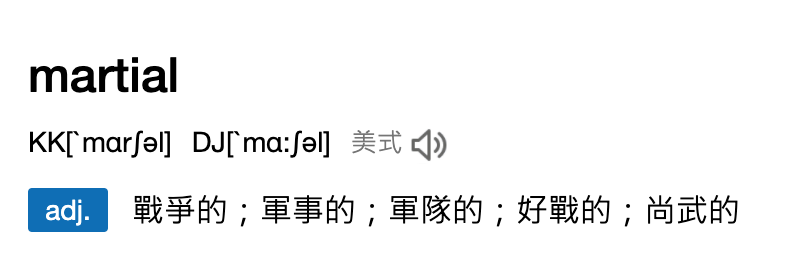 martial
KK[ˋmɑrʃəl] DJ[ˋmɑ:ʃəl] 美式
adj. 戰爭的；軍事的；軍隊的；好戰的；尚武的